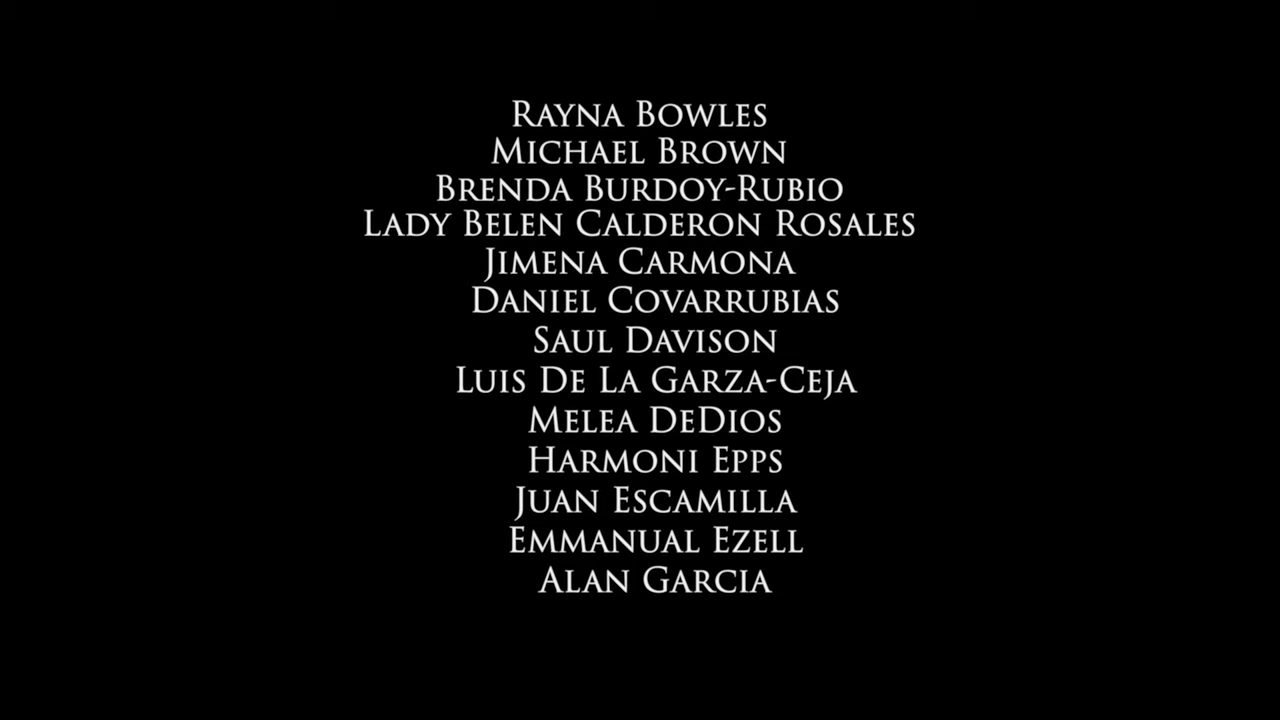 Rayna Bowles
Michael Brown
Brenda Burdoy-Rubio
Lady Belen Calderon Rosales
Jimena Carmona
Daniel Covarrubias
Saul Davison
Luis De La Garza-Ceja
Melea DeDios
Harmoni Epps
Juan Escamilla
Emmanual Ezell
Alan Garcia